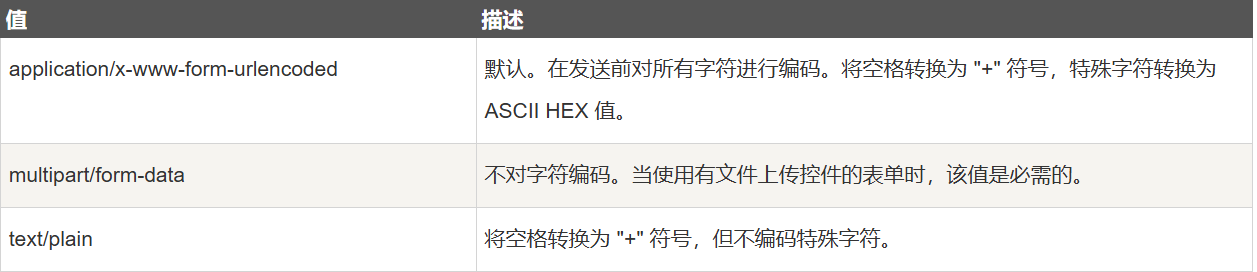 值 描述
application/x-www-form-urlencoded 默认。在发送前对所有字符进行编码。将空格转换为 "+" 符号，特殊字符转换为
ASCII HEX 值。
multipart/form-data 不对字符编码。当使用有文件上传控件的表单时，该值是必需的。
text/plain 将空格转换为 "+" 符号，但不编码特殊字符。